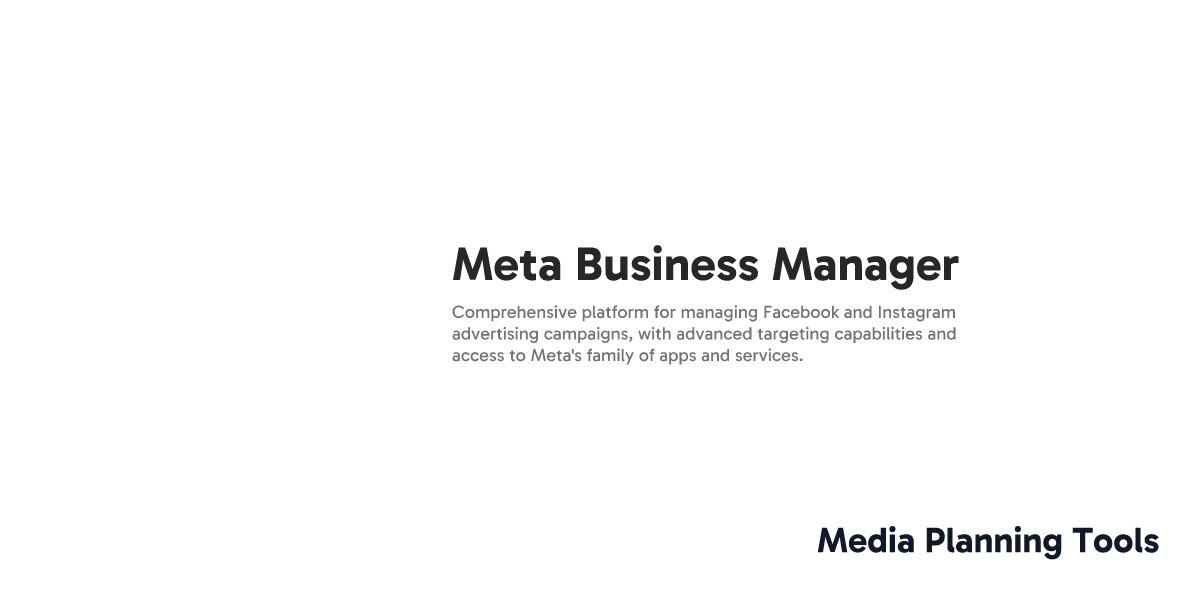 Meta Business Manager
Comprehensive platform for managing Facebook and Instagram
advertising campaigns, with advanced targeting capabilities and
access to Meta's family of apps and services.
Media Planning Tools